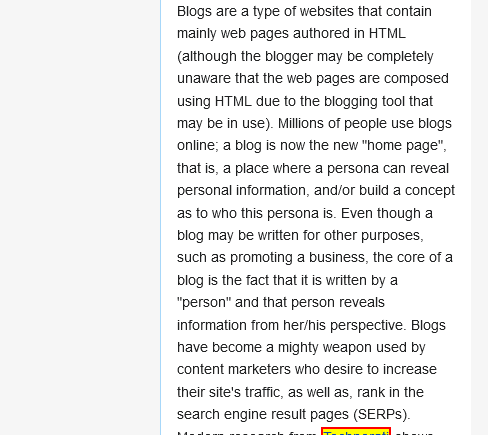 Blogs are a type of websites that contain
mainly web pages authored in HTML
(although the blogger may be completely
unaware that the web pages are composed
using HTML due to the blogging tool that
may be in use). Millions of people use blogs
online; a blog is now the new "home page",
that is, a place where a persona can reveal
personal information, and/or build a concept
as to who this persona is. Even though a
blog may be written for other purposes,
such as promoting a business, the core of a
blog is the fact that it is written by a
"person" and that person reveals
information from her/his perspective. Blogs
have become a mighty weapon used by
content marketers who desire to increase
their site's traffic, as well as, rank in the
search engine result pages (SERPs).
Modern research from Technorati shows